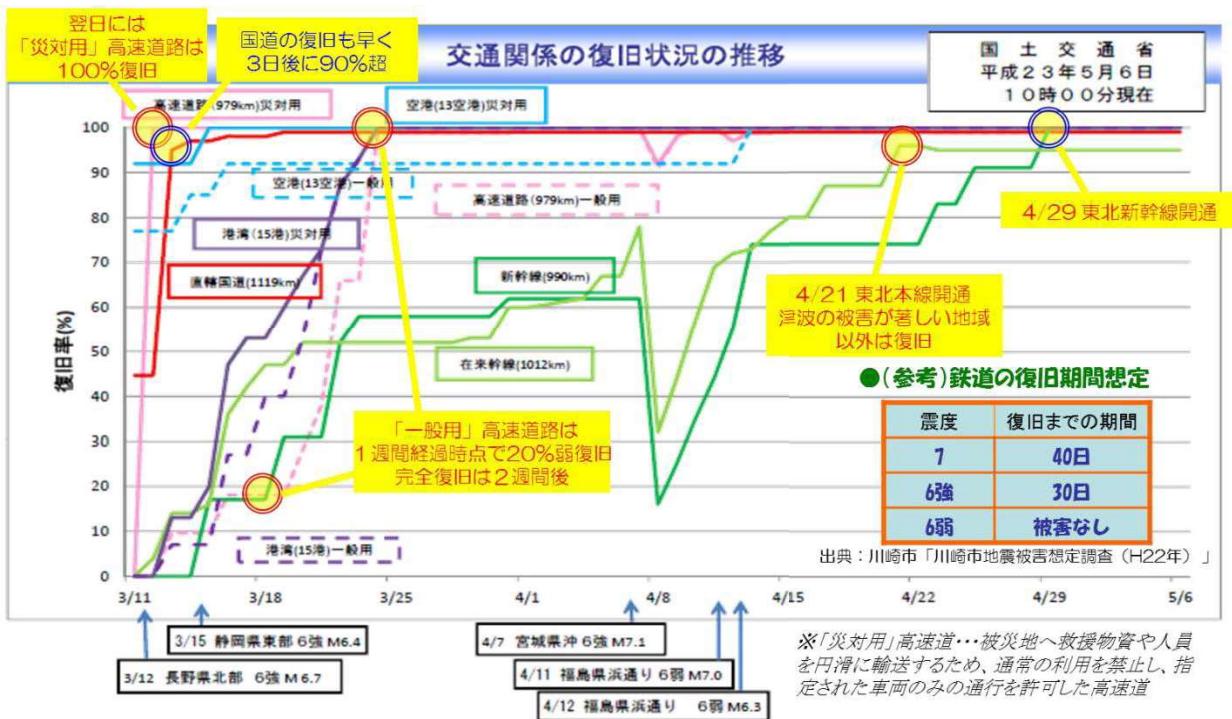 翌日には
「災対用」高速道路は
100%復旧
国道の復旧も早く
3日後に90%超
交通関係の復旧状況の推移
国土交通省
平成23年5月6日
10時00分現在
高速道路(979km)災対用
空港(13空港)災対用
空港(13空港)一般用
高速道路(979km)一般用
港湾(15港)災対用
直轄国道(1119km)
新幹線(990km)
在来幹線(1012km)
港湾(15港)一般用
4/29 東北新幹線開通
4/21 東北本線開通
津波の被害が著しい地域
以外は復旧
「一般用」高速道路は
1週間経過時点で20%弱復旧
完全復旧は2週間後
復旧率(%)
100
90
80
70
60
50
40
30
20
10
0
3/11 3/18 3/25 4/1 4/8 4/15 4/22 4/29 5/6
●(参考)鉄道の復旧期間想定
震度 復旧までの期間
7 40日
6強 30日
6弱 被害なし
出典:川崎市「川崎市地震被害想定調査(H22年)」
3/15 静岡県東部 6強 M6.4
3/12 長野県北部 6強 M 6.7
4/7 宮城県沖 6強 M7.1
4/11 福島県浜通り 6弱 M7.0
4/12 福島県浜通り 6弱 M6.3
※「災対用」高速道・・・被災地へ救援物資や人員
を円滑に輸送するため、通常の利用を禁止し、指
定された車両のみの通行を許可した高速道